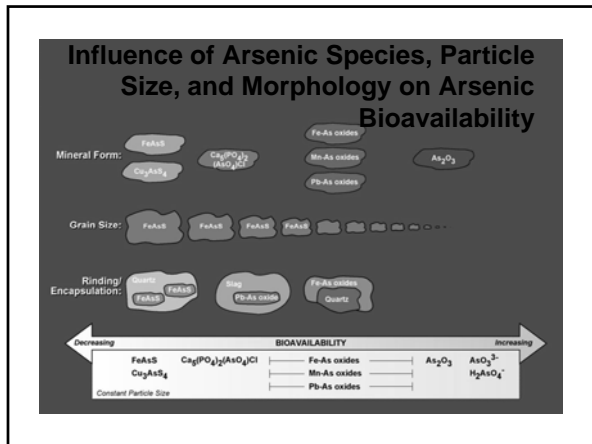 Influence of Arsenic Species, Particle
Size, and Morphology on Arsenic
Bioavailability
Mineral Form:
FeAsS
Cu₃AsS₄
Ca₅(PO₄)₂
(AsO₄)Cl
Fe-As oxides
Mn-As oxides
Pb-As oxides
As₂O₃
Grain Size:
FeAsS
FeAsS
FeAsS
FeAsS
Rinding/
Encapsulation:
Quartz
FeAsS
FeAsS
Slag
Pb-As oxide
Fe-As oxides
Quartz
Decreasing BIOAVAILABILITY Increasing
FeAsS Ca₅(PO₄)₂(AsO₄)Cl Fe-As oxides As₂O₃ AsO₃³⁻
Cu₃AsS₄ Mn-As oxides H₂AsO₄⁻
Pb-As oxides
Constant Particle Size